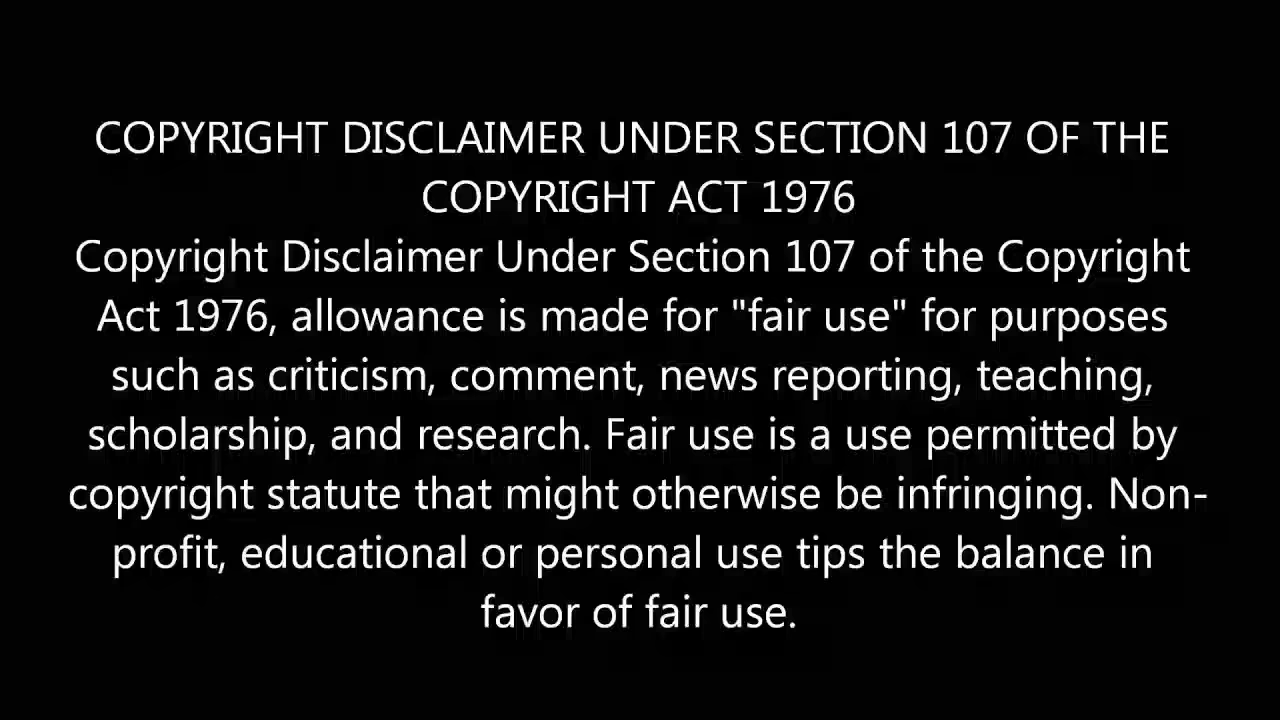 COPYRIGHT DISCLAIMER UNDER SECTION 107 OF THE
COPYRIGHT ACT 1976
Copyright Disclaimer Under Section 107 of the Copyright
Act 1976, allowance is made for "fair use" for purposes
such as criticism, comment, news reporting, teaching,
scholarship, and research. Fair use is a use permitted by
copyright statute that might otherwise be infringing. Non-
profit, educational or personal use tips the balance in
favor of fair use.